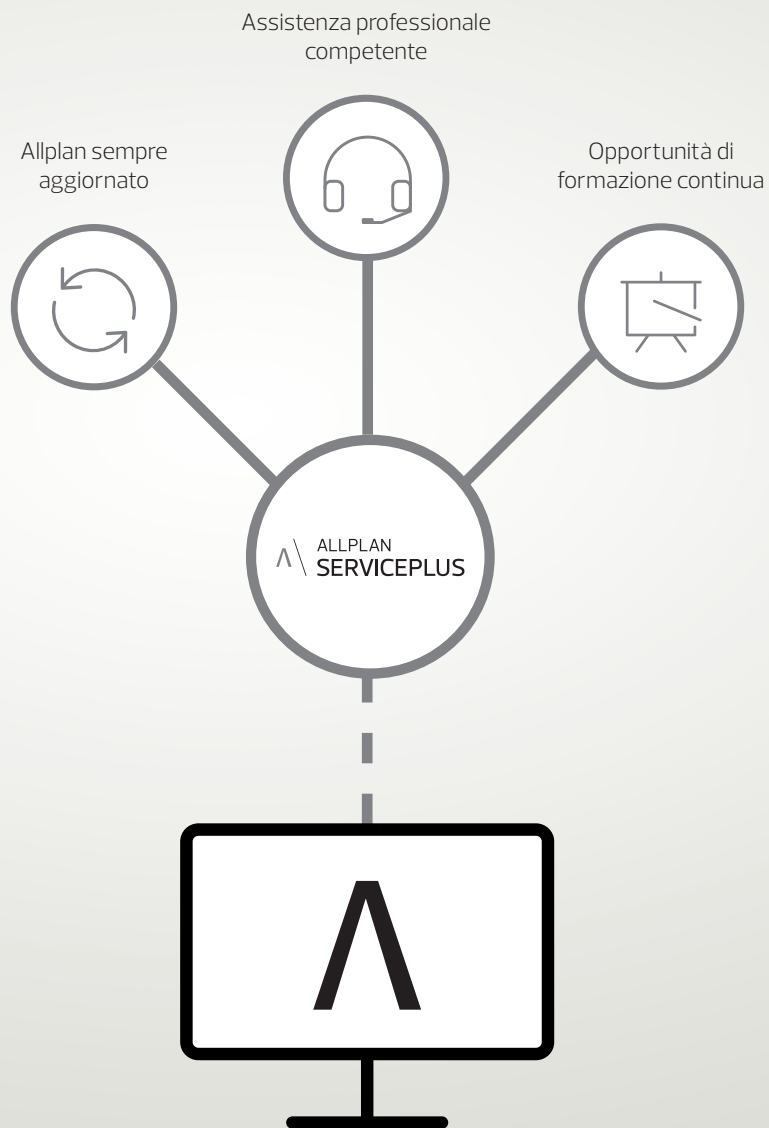 Assistenza professionale
competente
Allplan sempre
aggiornato
Opportunità di
formazione continua
ALLPLAN
SERVICEPLUS